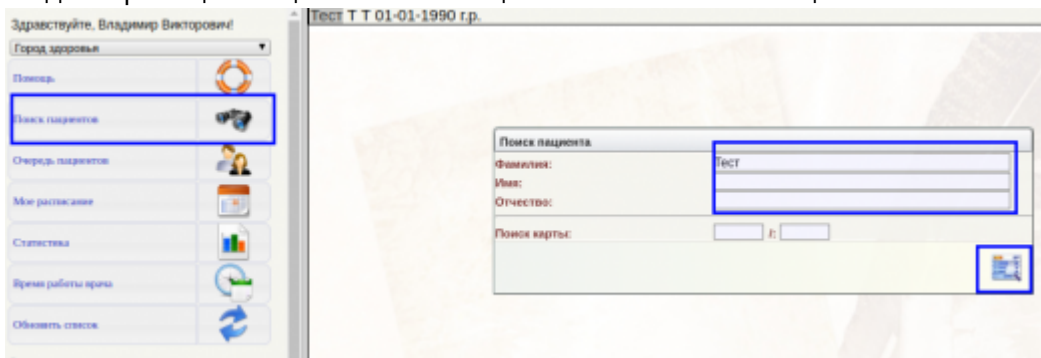 Здравствуйте, Владимир Викторович!
Город здоровья
Помощь
Поиск пациентов
Очередь пациентов
Мое расписание
Статистика
Время работы врача
Обновить список
Тест Т Т 01-01-1990 г.р.
Поиск пациента
Фамилия:
Тест
Имя:
Отчество:
Поиск карты:
/: